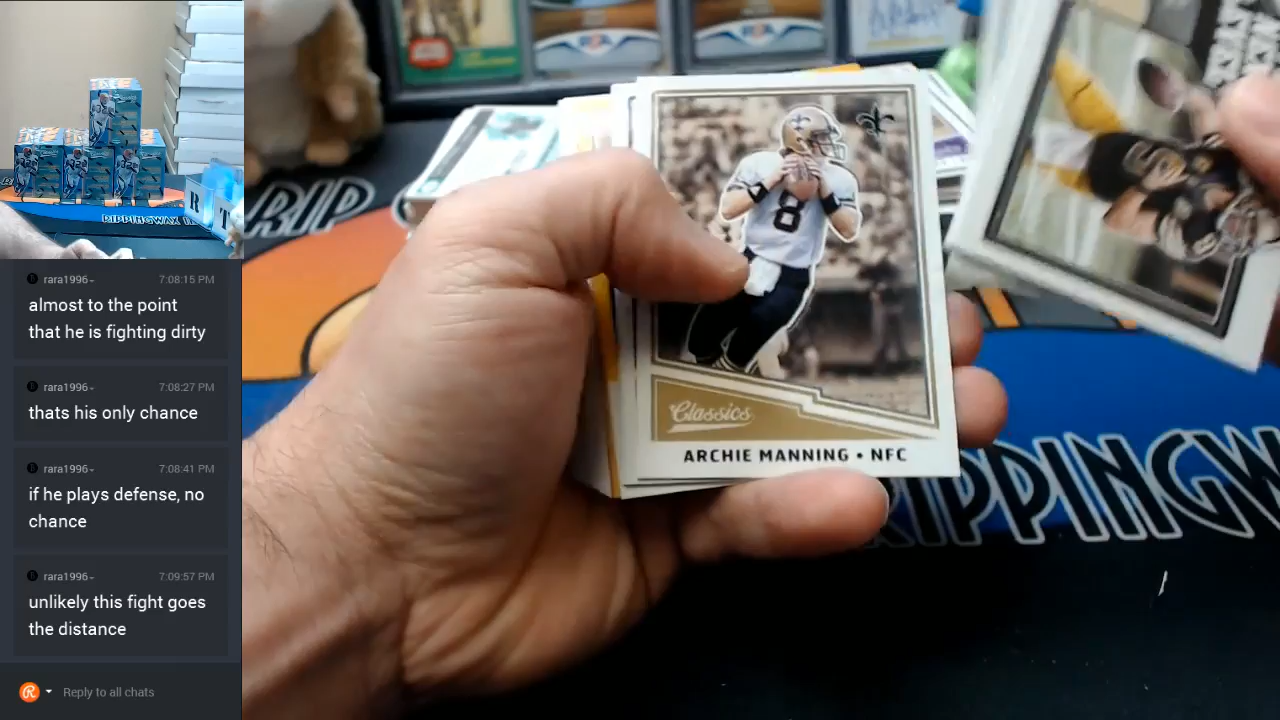 rara1996
7:08:15 PM
almost to the point
that he is fighting dirty
rara1996
7:08:27 PM
thats his only chance
rara1996
7:08:41 PM
if he plays defense, no
chance
rara1996
7:09:57 PM
unlikely this fight goes
the distance
Reply to all chats
RIPPINGWAX
R
T
RIP
8
Classics
ARCHIE MANNING • NFC
RIPPINGW